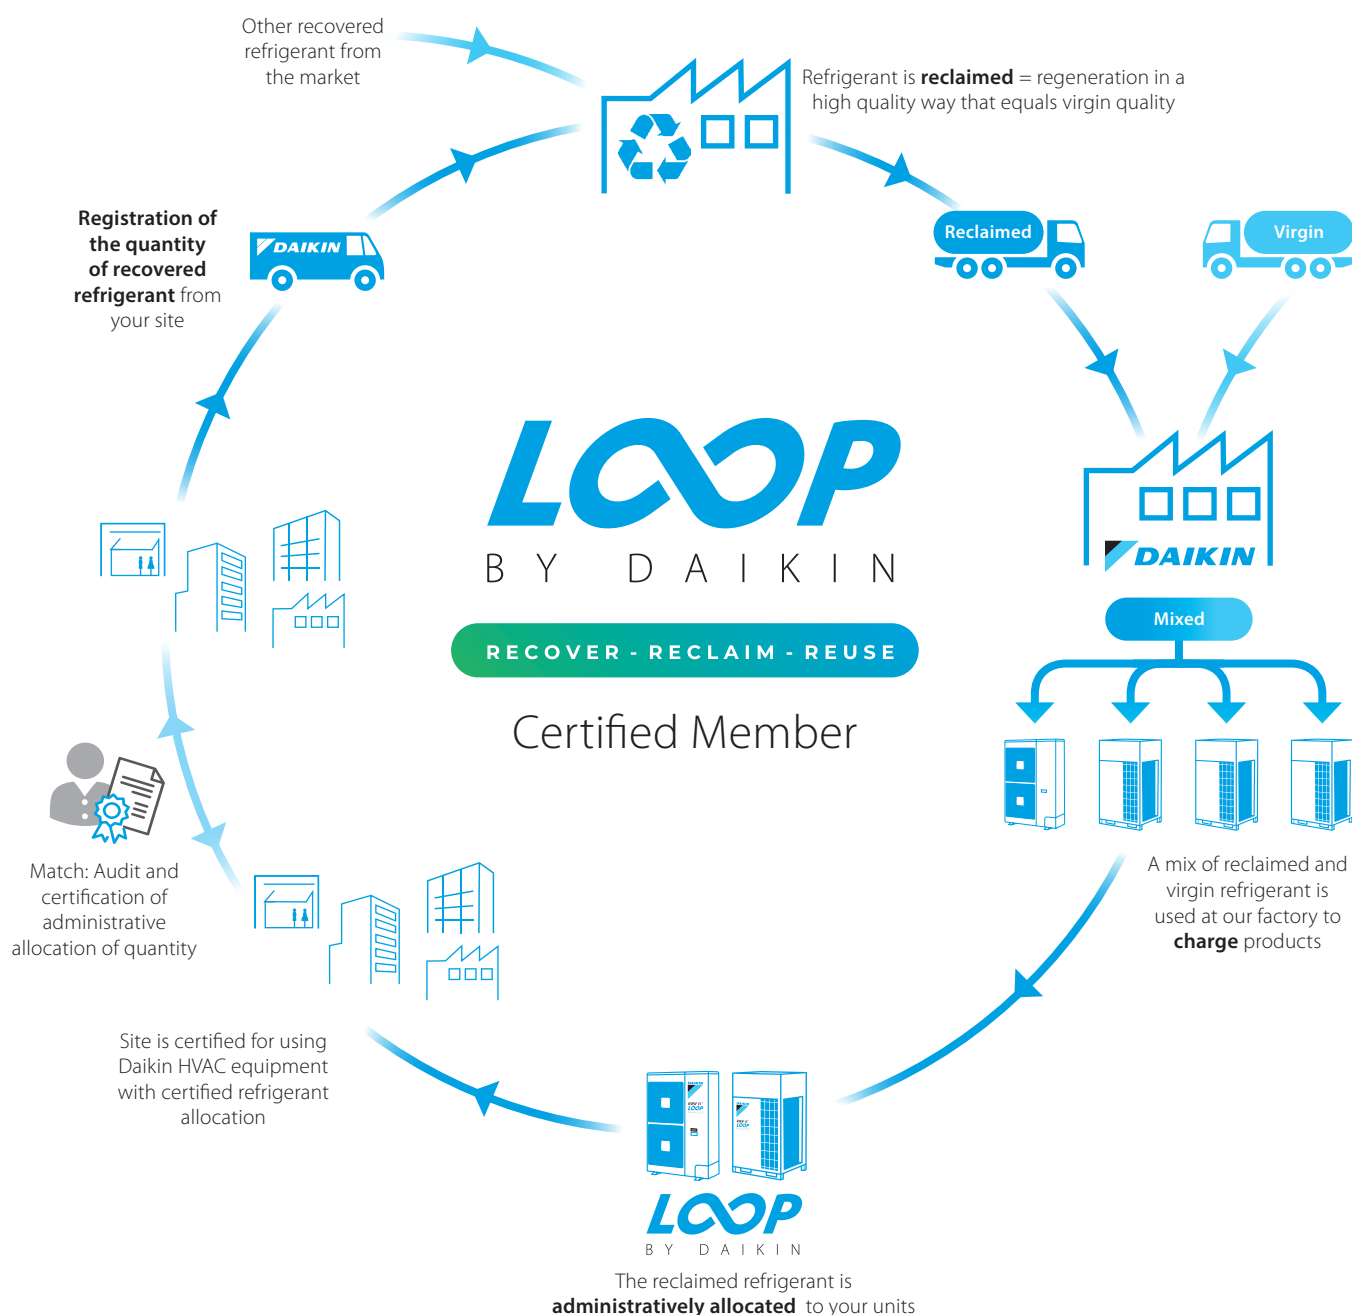 Other recovered
refrigerant from
the market
Refrigerant is reclaimed = regeneration in a
high quality way that equals virgin quality
Registration of
the quantity
of recovered
refrigerant from
your site
DAIKIN
Reclaimed
Virgin
LOOP
BY DAIKIN
RECOVER - RECLAIM - REUSE
Certified Member
DAIKIN
Mixed
Match: Audit and
certification of
administrative
allocation of quantity
A mix of reclaimed and
virgin refrigerant is
used at our factory to
charge products
Site is certified for using
Daikin HVAC equipment
with certified refrigerant
allocation
DAIKIN
LOOP
DAIKIN
LOOP
LOOP
BY DAIKIN
The reclaimed refrigerant is
administratively allocated to your units